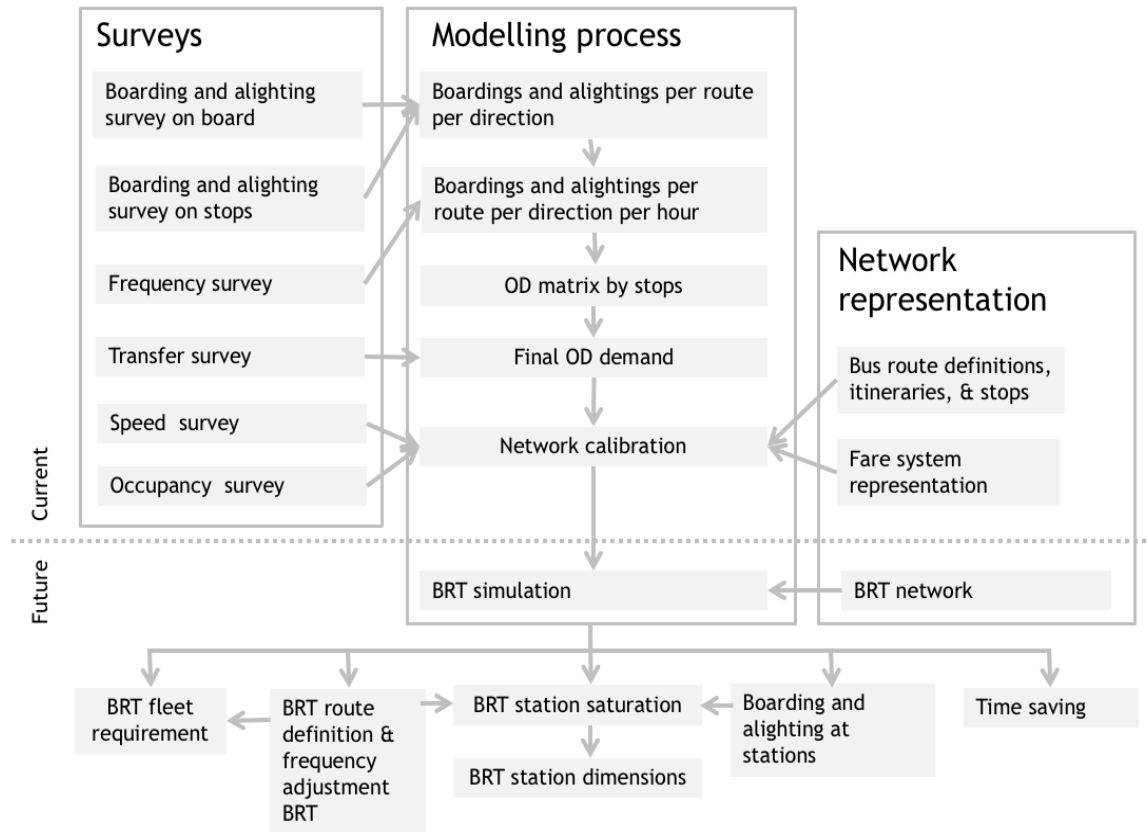 Surveys
Boarding and alighting
survey on board
Boarding and alighting
survey on stops
Frequency survey
Transfer survey
Speed survey
Occupancy survey
Modelling process
Boardings and alightings per route
per direction
Boardings and alightings per
route per direction per hour
OD matrix by stops
Final OD demand
Network calibration
BRT simulation
Network
representation
Bus route definitions,
itineraries, & stops
Fare system
representation
BRT network
Current
Future
BRT fleet
requirement
BRT route
definition &
frequency
adjustment
BRT
BRT station saturation
BRT station dimensions
Boarding and
alighting at
stations
Time saving